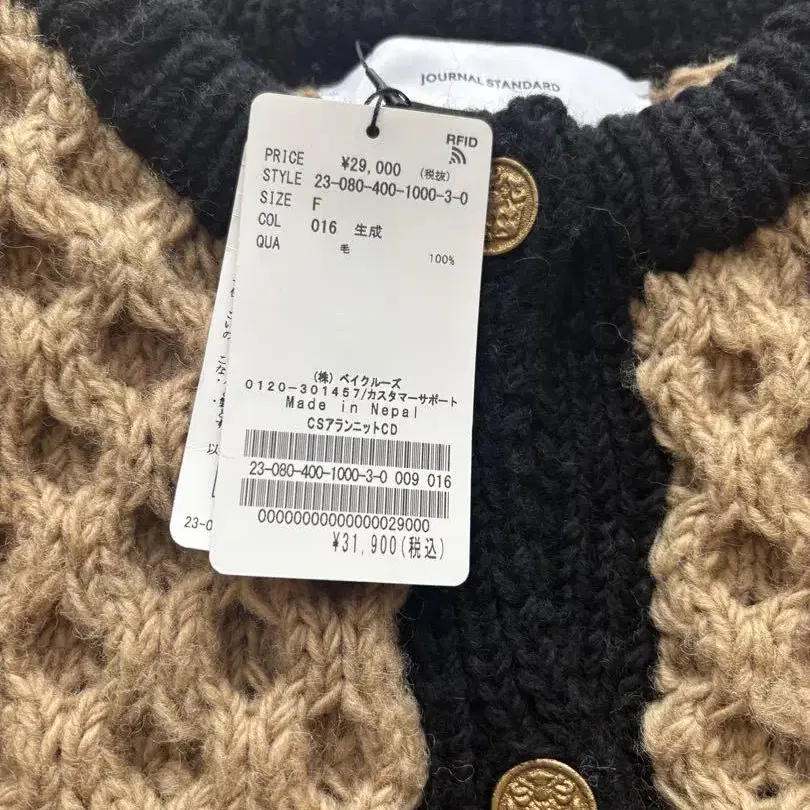 JOURNAL STANDARD
RFID
PRICE ¥29,000 (税抜)
STYLE 23-080-400-1000-3-0
SIZE F
COL 016 生成
QUA 毛 100%
(株) ベイクルーズ
0120-301457/カスタマーサポート
Made in Nepal
CSアランニットCD
23-080-400-1000-3-0 009 016
00000000000000029000
¥31,900(税込)
23-0